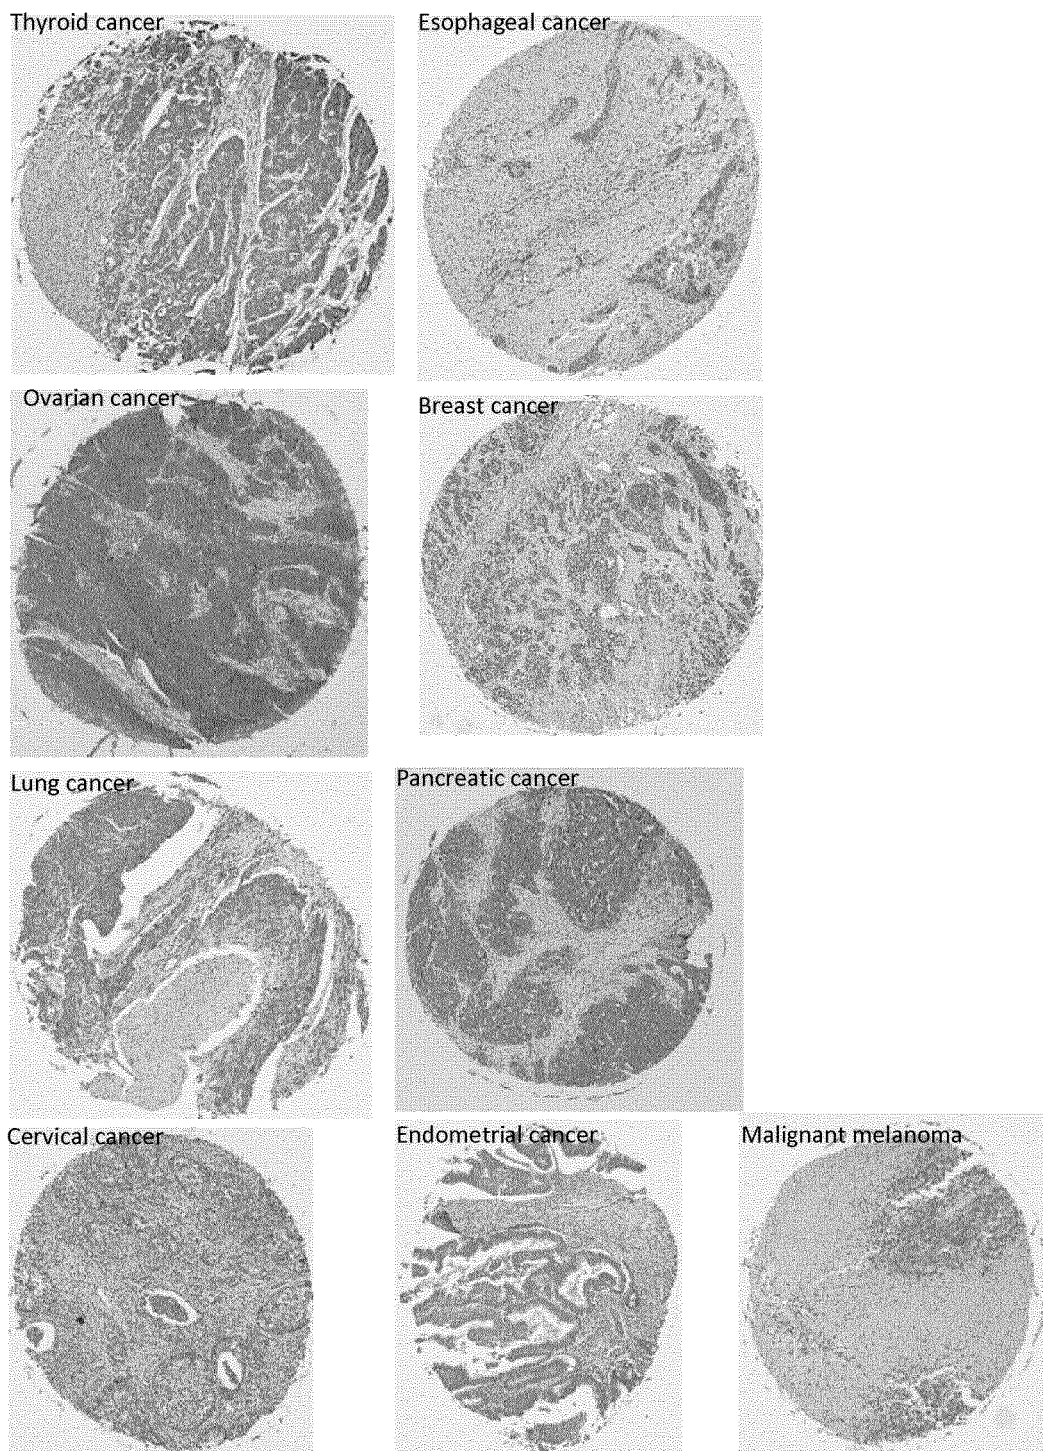 Thyroid cancer
Esophageal cancer
Ovarian cancer
Breast cancer
Lung cancer
Pancreatic cancer
Cervical cancer
Endometrial cancer
Malignant melanoma